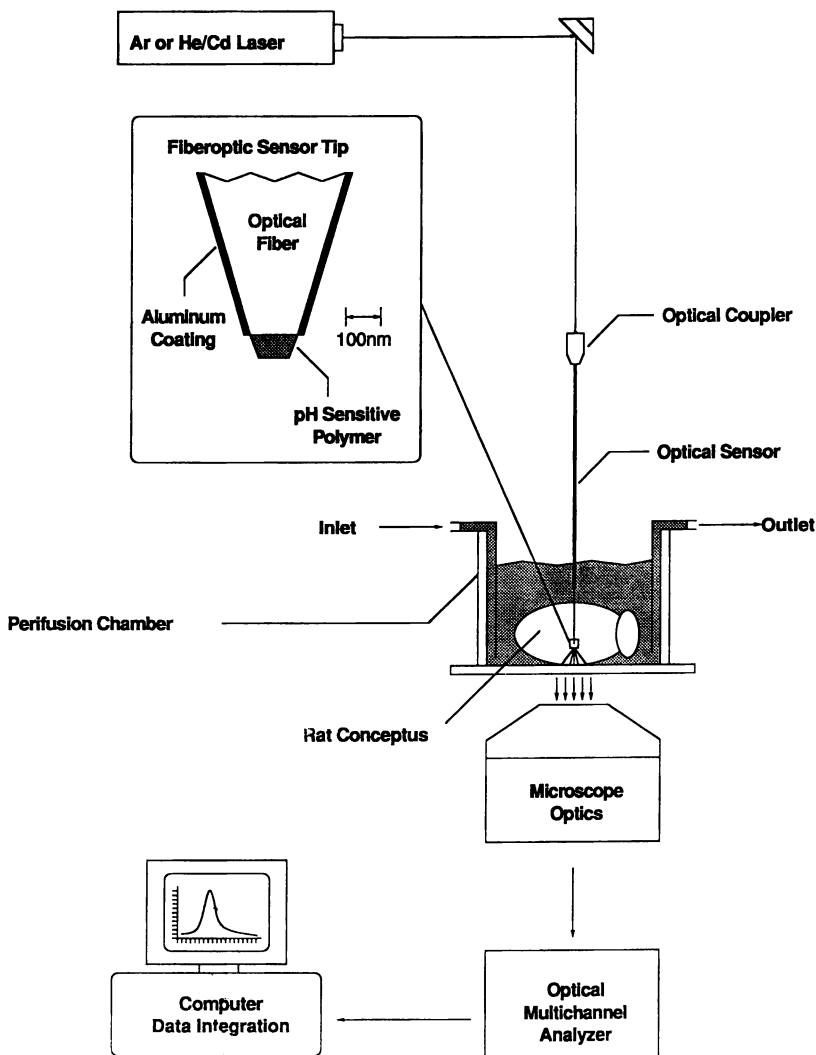 Ar or He/Cd Laser
Fiberoptic Sensor Tip
Optical
Fiber
Aluminum
Coating
100nm
pH Sensitive
Polymer
Optical Coupler
Optical Sensor
Inlet
Outlet
Perifusion Chamber
Rat Conceptus
Microscope
Optics
Computer
Data Integration
Optical
Multichannel
Analyzer